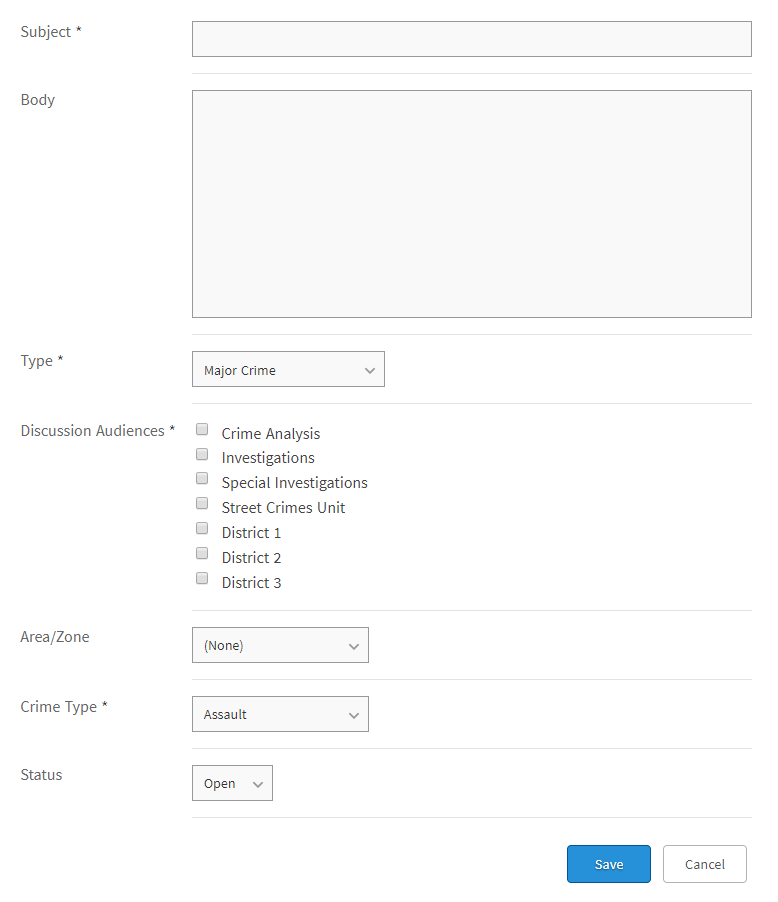 Subject *
Body
Type *
Major Crime
Discussion Audiences *
Crime Analysis
Investigations
Special Investigations
Street Crimes Unit
District 1
District 2
District 3
Area/Zone
(None)
Crime Type *
Assault
Status
Open
Save
Cancel